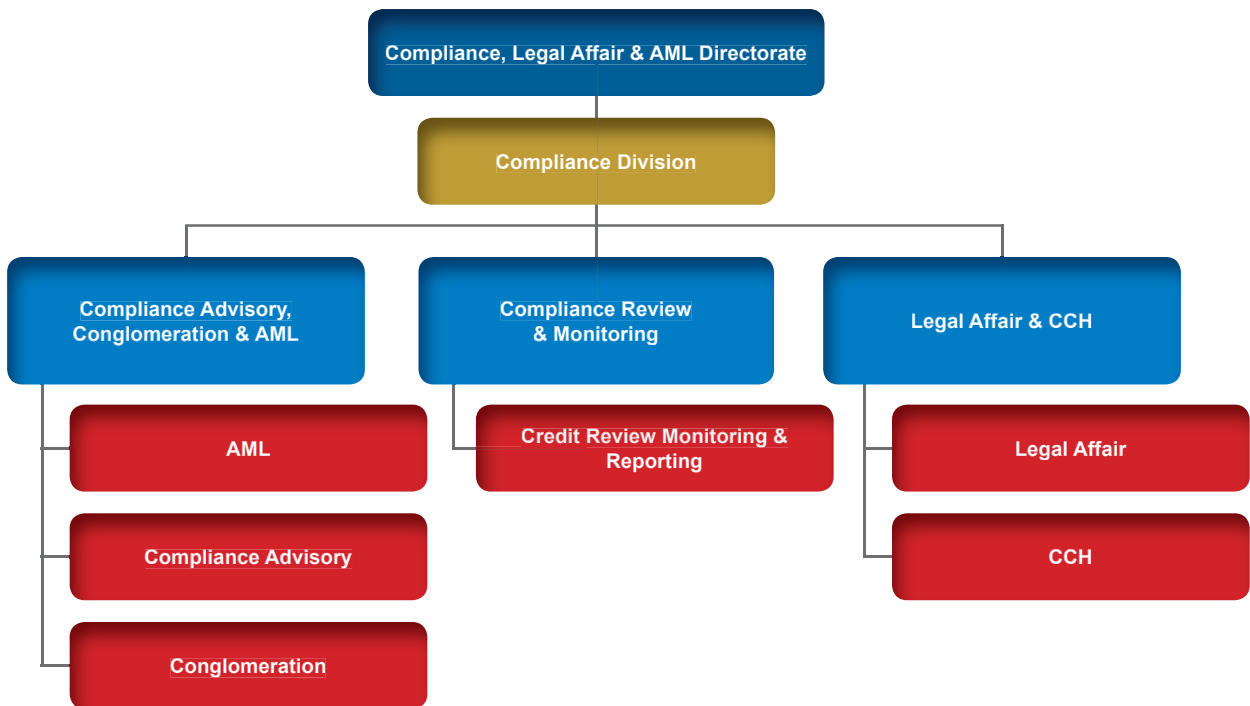 Compliance, Legal Affair & AML Directorate
Compliance Division
Compliance Advisory,
Conglomeration & AML
Compliance Review
& Monitoring
Legal Affair & CCH
AML
Credit Review Monitoring &
Reporting
Legal Affair
Compliance Advisory
CCH
Conglomeration